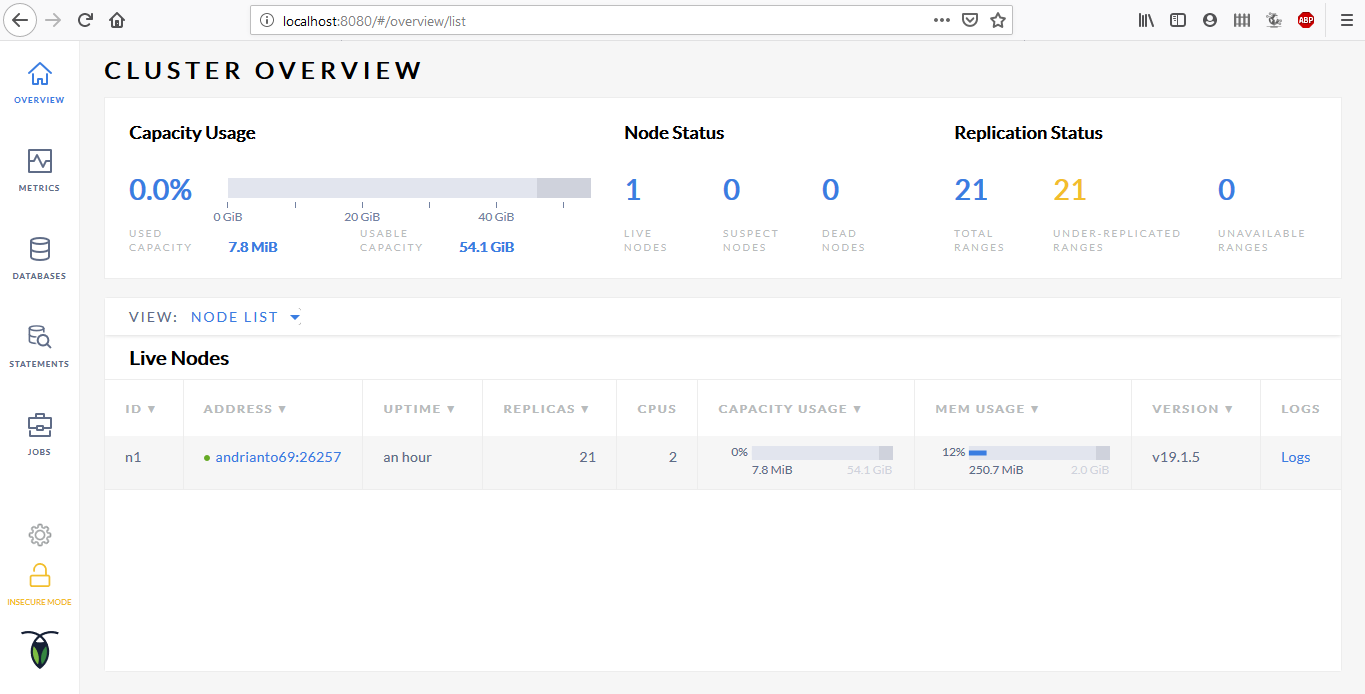 localhost:8080/#/overview/list
ABP
CLUSTER OVERVIEW
OVERVIEW
METRICS
DATABASES
STATEMENTS
JOBS
INSECURE MODE
Capacity Usage
0.0%
0 GiB 20 GiB 40 GiB
USED CAPACITY
7.8 MiB
USABLE CAPACITY
54.1 GiB
Node Status
1 0 0
LIVE NODES
SUSPECT NODES
DEAD NODES
Replication Status
21 21 0
TOTAL RANGES
UNDER-REPLICATED RANGES
UNAVAILABLE RANGES
VIEW: NODE LIST
Live Nodes
ID ▼ ADDRESS ▼ UPTIME ▼ REPLICAS ▼ CPUS CAPACITY USAGE ▼ MEM USAGE ▼ VERSION ▼ LOGS
n1 andrianto69:26257 an hour 21 2 0% 12% v19.1.5 Logs
7.8 MiB 54.1 GiB 250.7 MiB 2.0 GiB